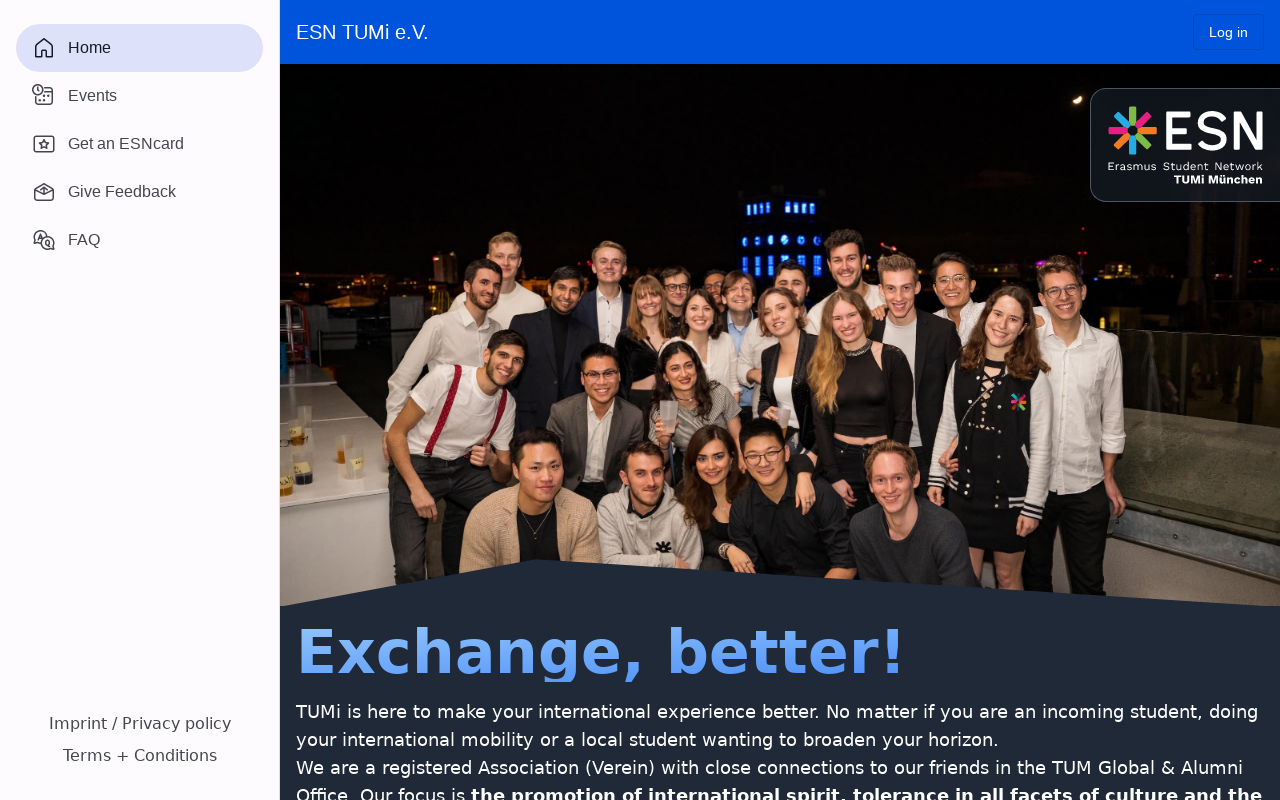 Home
Events
Get an ESNcard
Give Feedback
FAQ
Imprint / Privacy policy
Terms + Conditions
ESN TUMi e.V.
Log in
ESN
Erasmus Student Network
TUMi München
Exchange, better!
TUMi is here to make your international experience better. No matter if you are an incoming student, doing
your international mobility or a local student wanting to broaden your horizon.
We are a registered Association (Verein) with close connections to our friends in the TUM Global & Alumni
Office. Our focus is the promotion of international spirit, tolerance in all facets of culture and the